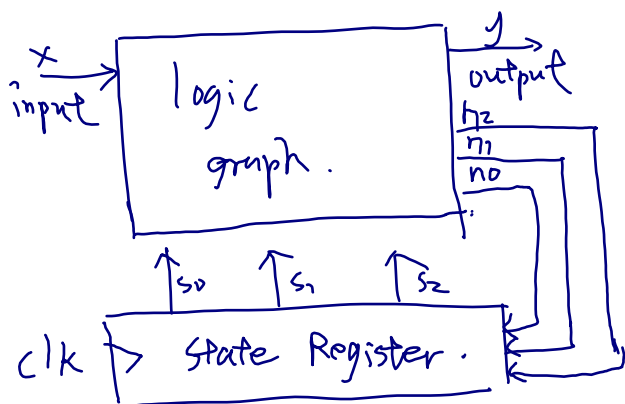 x
input
logic
graph.
y
output
n2
n1
n0
s0
s1
s2
clk
State Register.